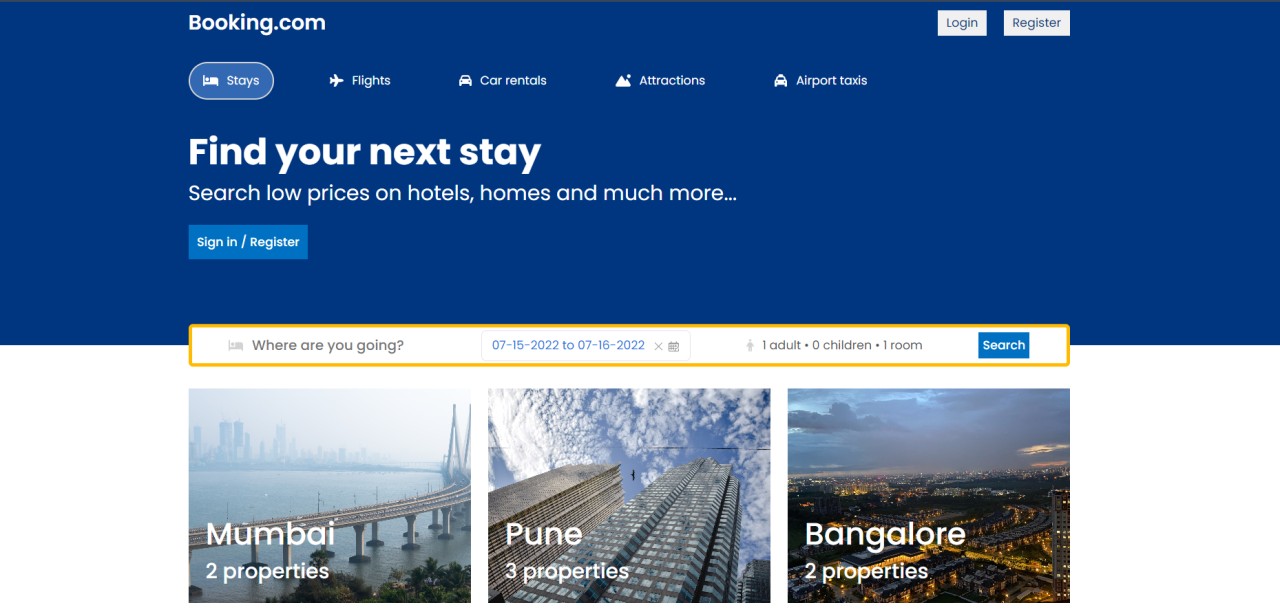 Booking.com
Login
Register
Stays
Flights
Car rentals
Attractions
Airport taxis
Find your next stay
Search low prices on hotels, homes and much more...
Sign in / Register
Where are you going?
07-15-2022 to 07-16-2022
1 adult • 0 children • 1 room
Search
Mumbai
2 properties
Pune
3 properties
Bangalore
2 properties